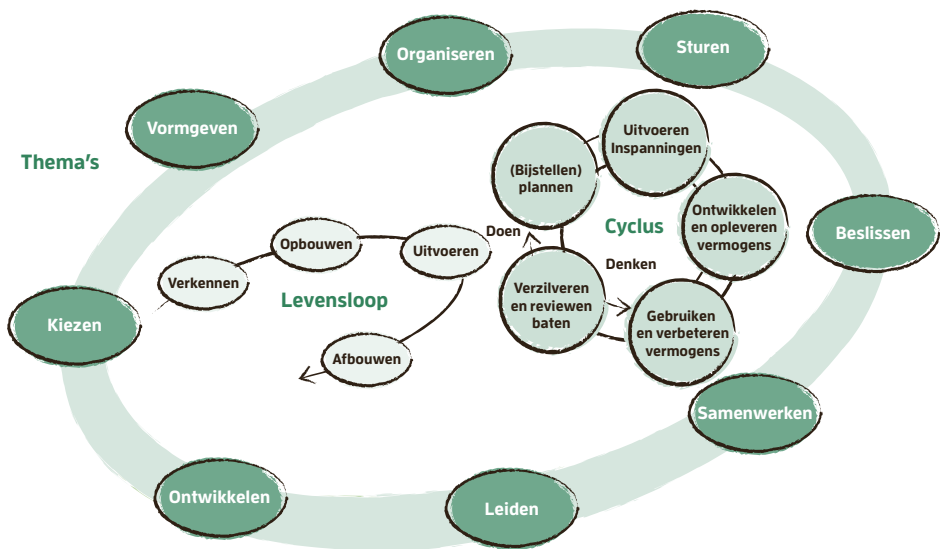 Organiseren
Sturen
Vormgeven
Thema's
Uitvoeren
Inspanningen
(Bijstellen)
plannen
Ontwikkelen
en opleveren
vermogens
Cyclus
Beslissen
Doen
Denken
Opbouwen
Uitvoeren
Verkennen
Levensloop
Verzilveren
en reviewen
baten
Gebruiken
en verbeteren
vermogens
Kiezen
Afbouwen
Samenwerken
Ontwikkelen
Leiden